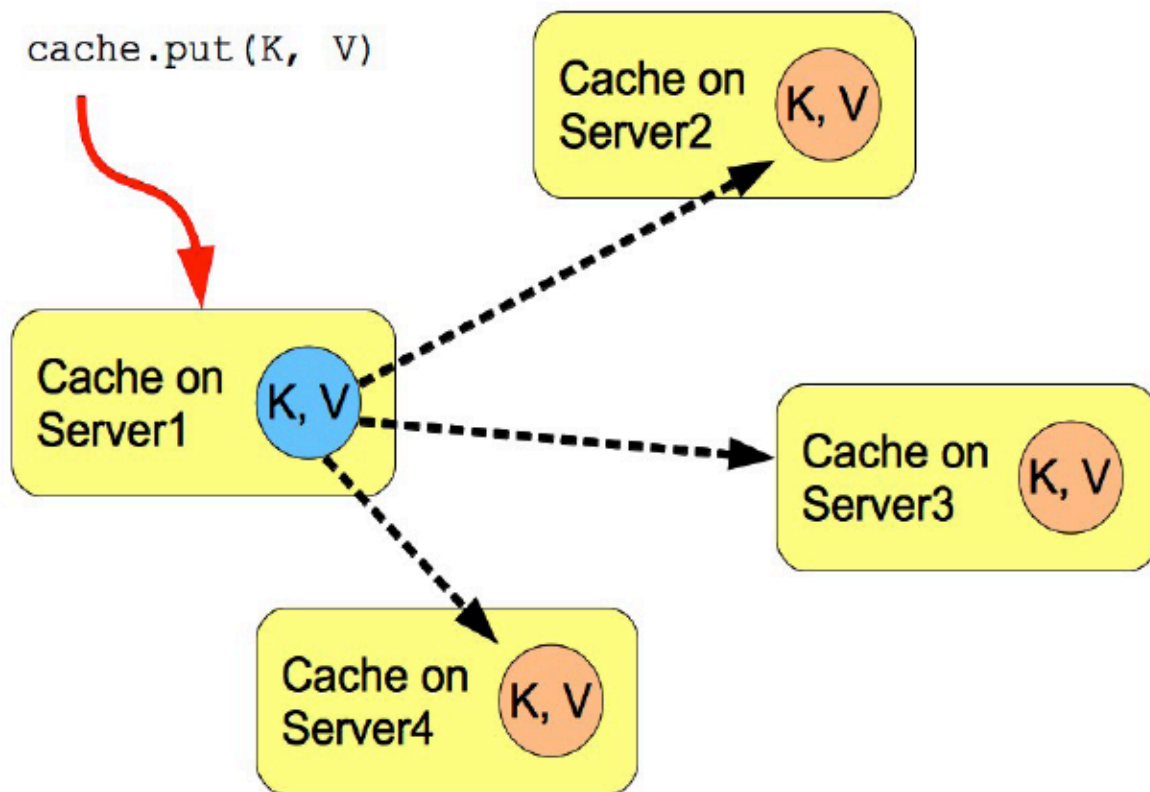 cache.put(K, V)
Cache on
Server2
K, V
Cache on
Server1
K, V
Cache on
Server3
K, V
Cache on
Server4
K, V